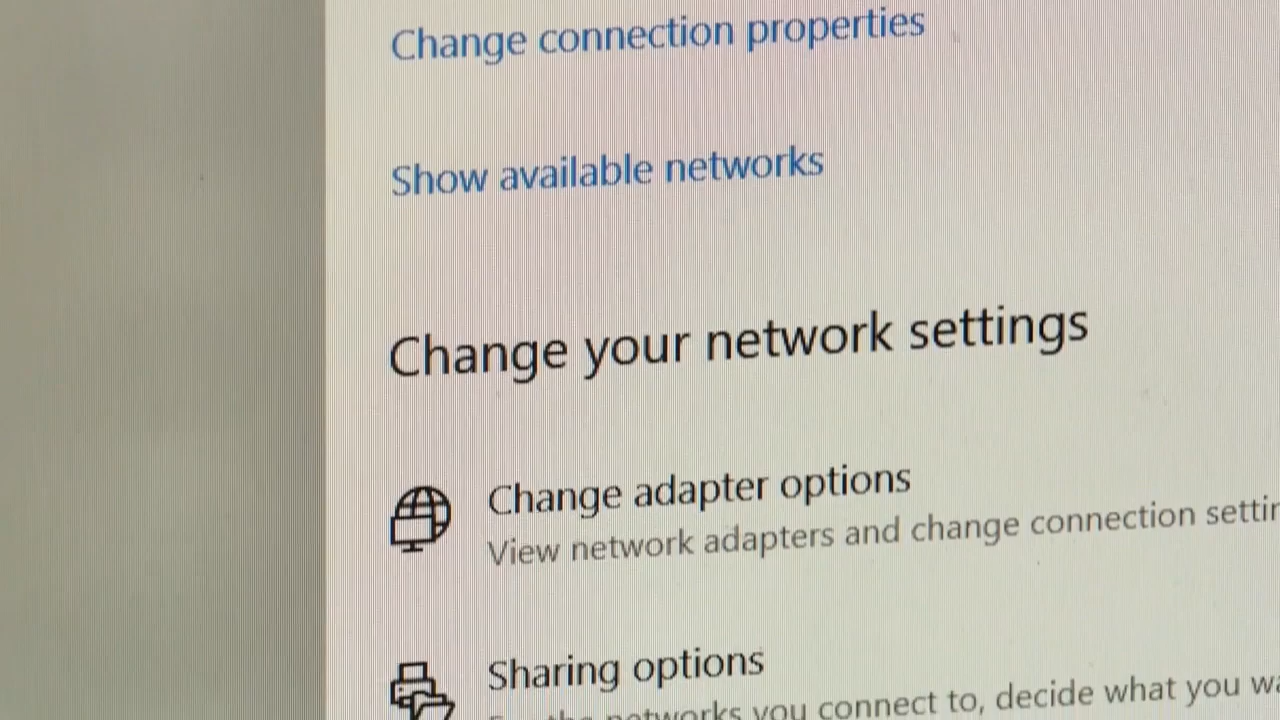 Change connection properties
Show available networks
Change your network settings
Change adapter options
View network adapters and change connection
Sharing options
networks you connect to, decide what you